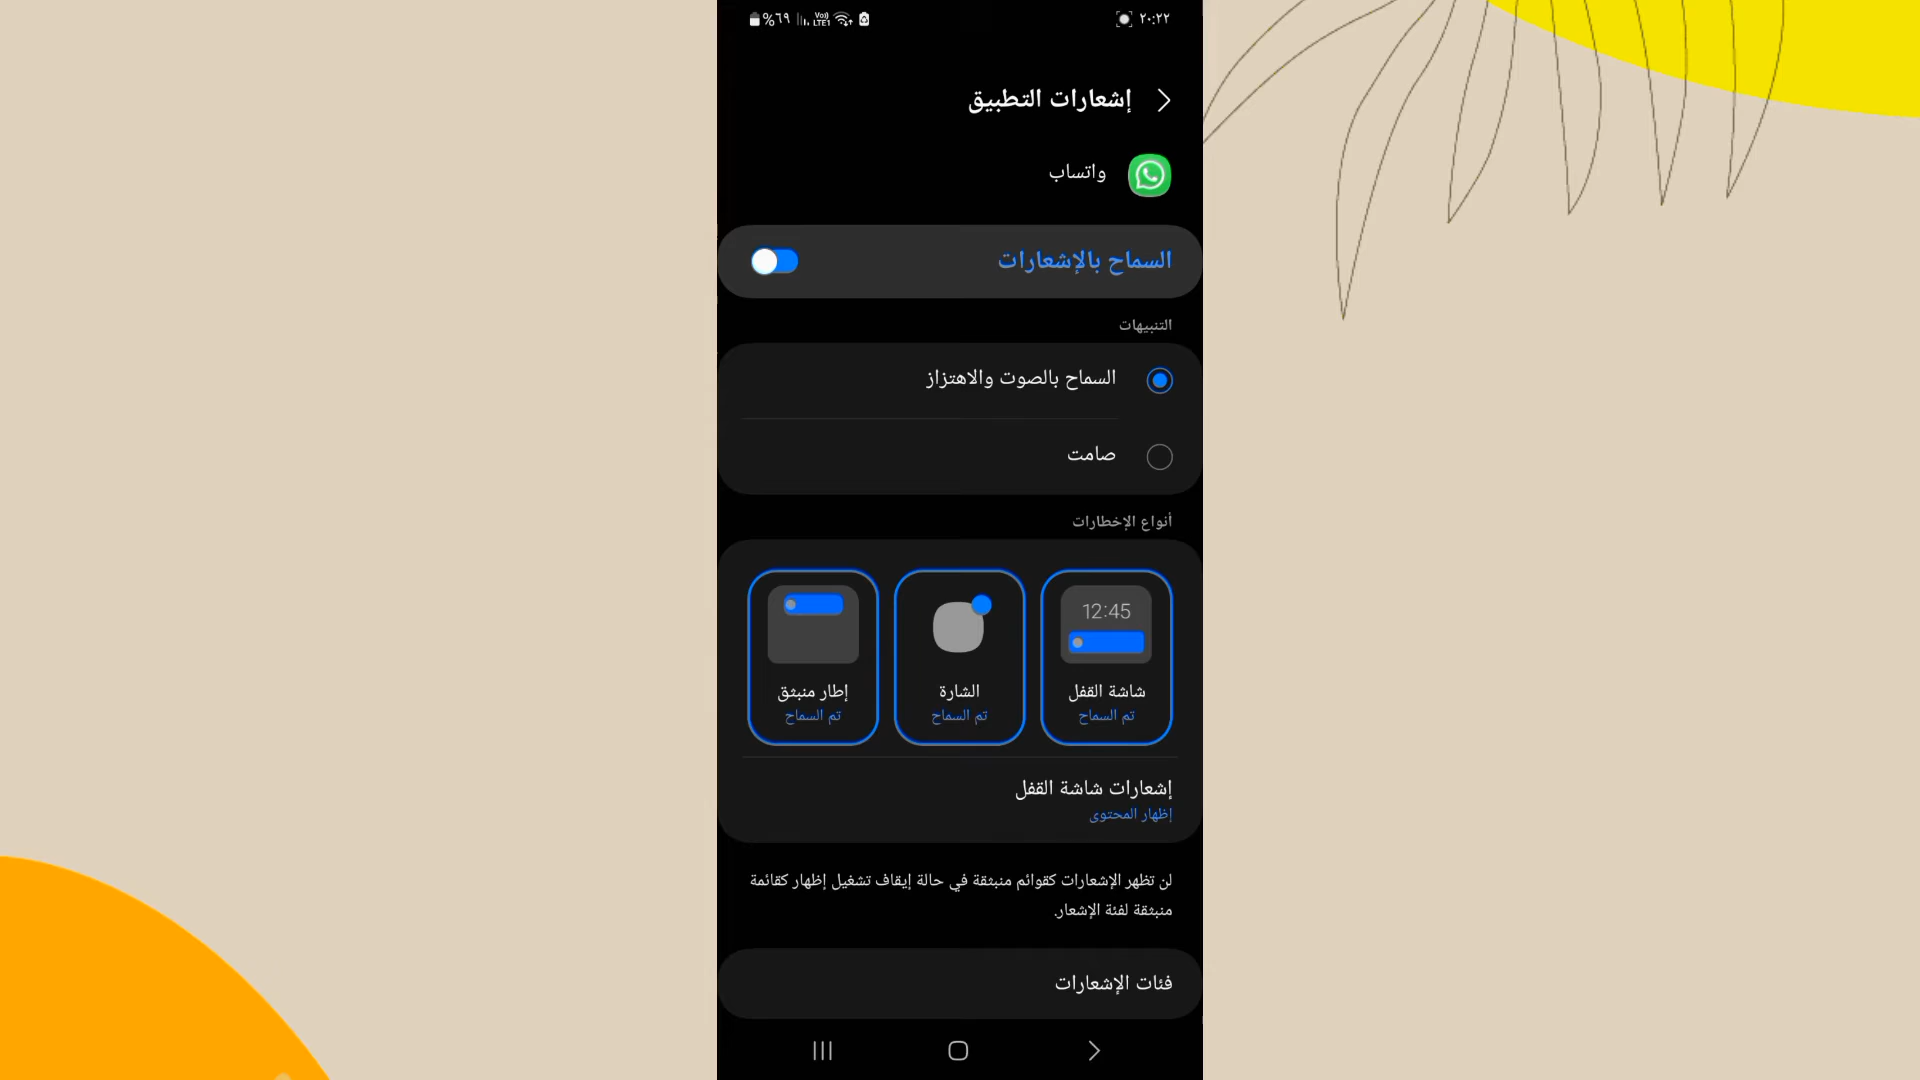 ٢٠:٢٢ %٦٩ Vo)) LTE1
إشعارات التطبيق
واتساب
السماح بالإشعارات
التنبيهات
السماح بالصوت والاهتزاز
صامت
أنواع الإخطارات
12:45
شاشة القفل
تم السماح
الشارة
تم السماح
إطار منبثق
تم السماح
إشعارات شاشة القفل
إظهار المحتوى
لن تظهر الإشعارات كقوائم منبثقة في حالة إيقاف تشغيل إظهار كقائمة
منبثقة لفئة الإشعار.
فئات الإشعارات